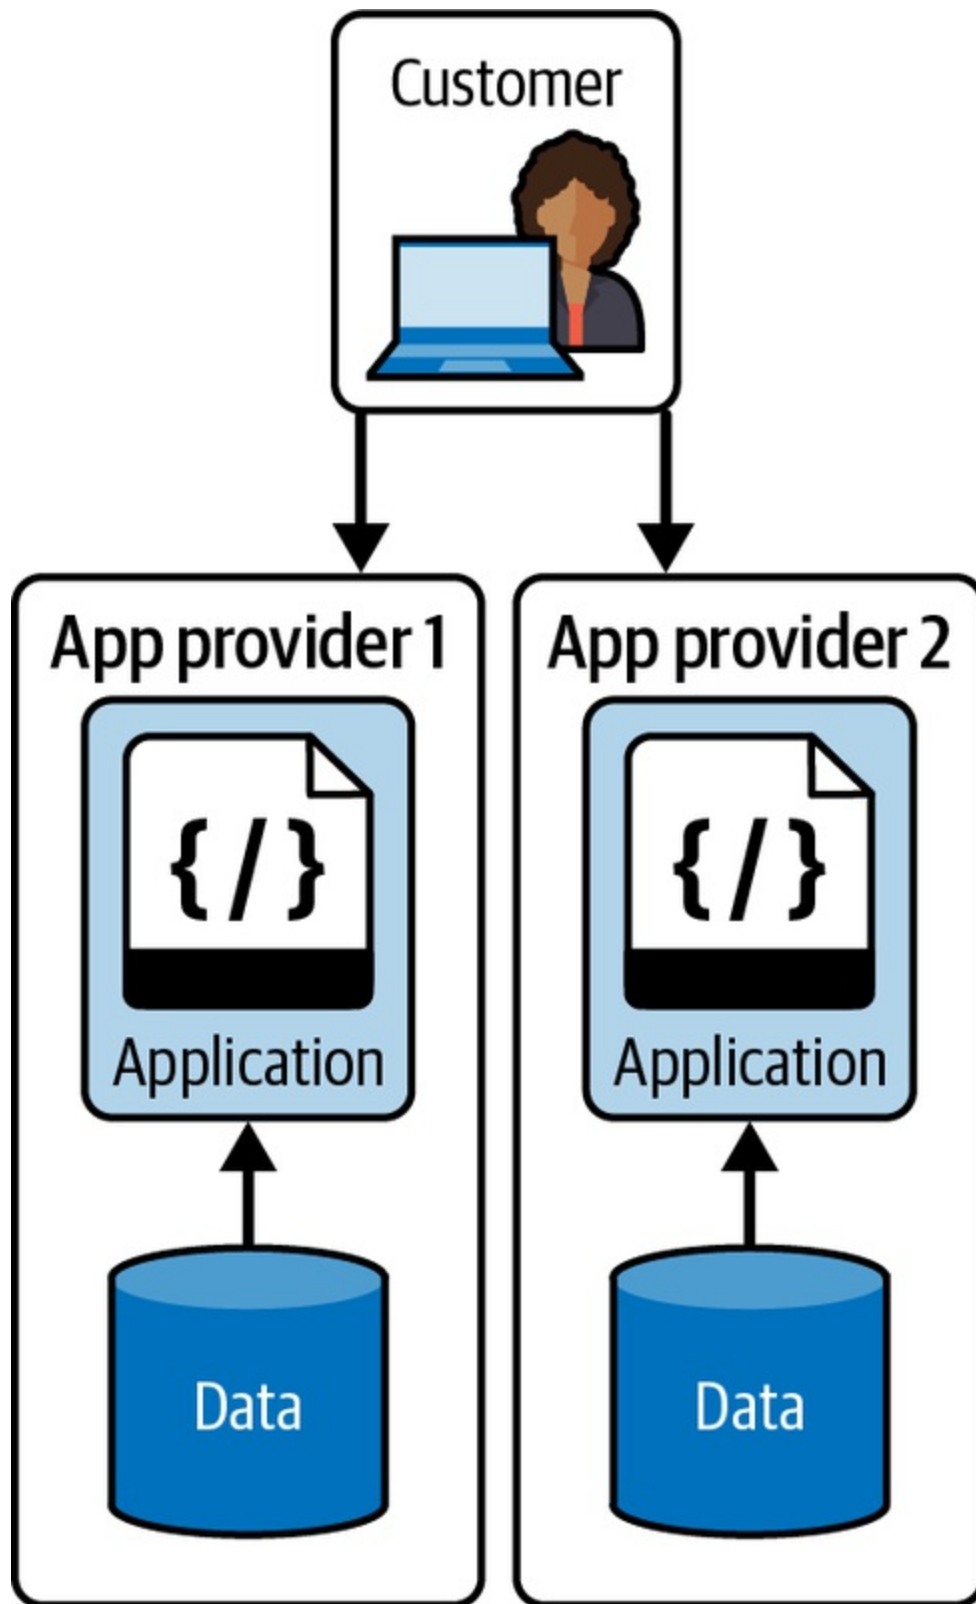 Customer
App provider 1
App provider 2
{/}
{/}
Application
Application
Data
Data